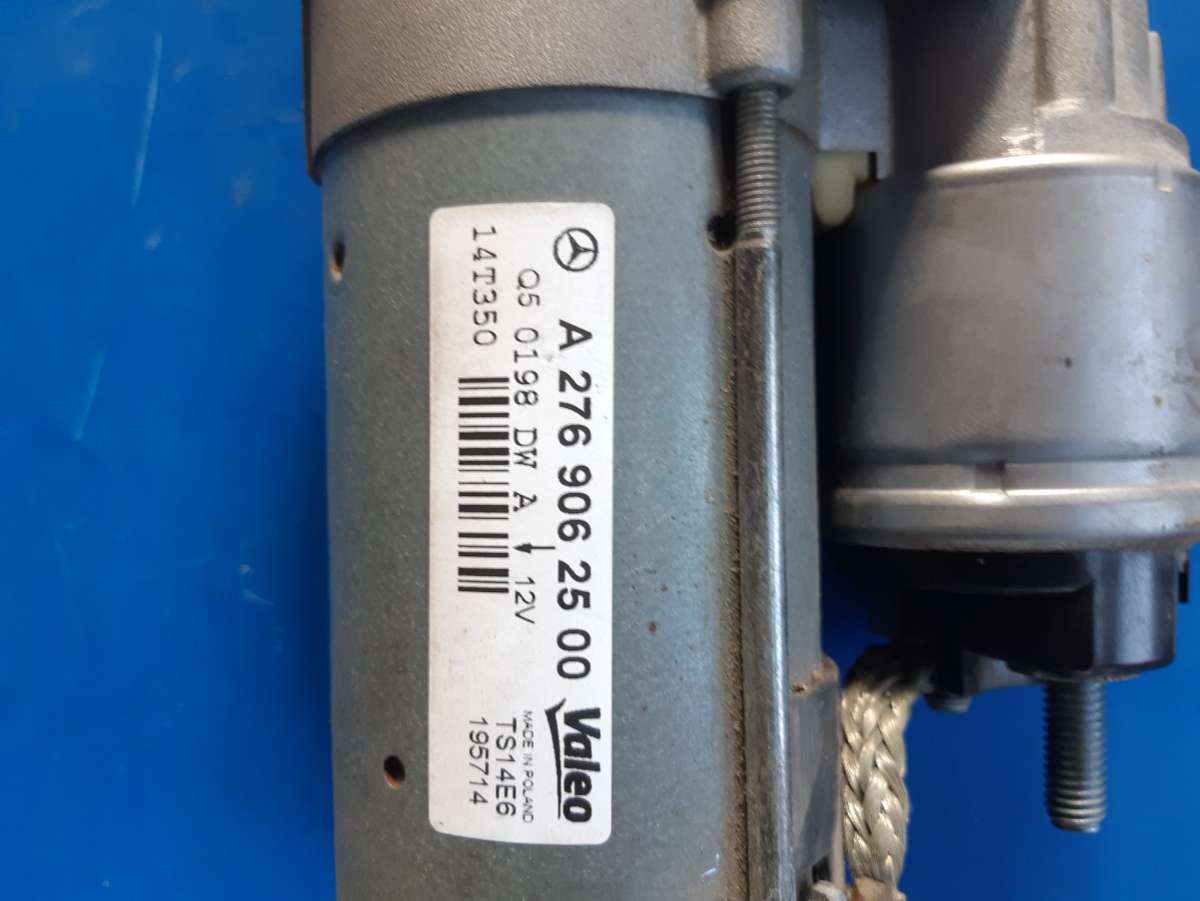 A 276 906 25 00
Q5 0198 DW A 12V
14T350
Valeo
MADE IN POLAND
TS14E6
195714